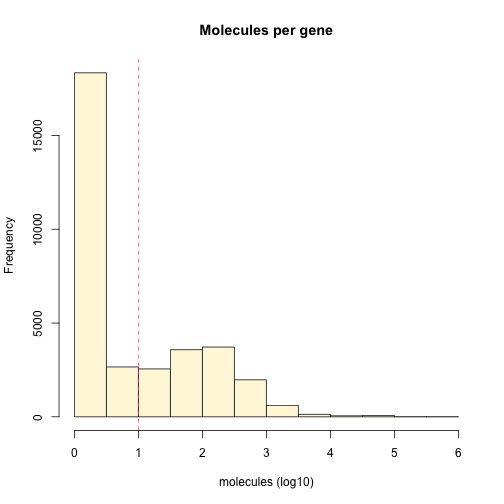 Molecules per gene
Frequency
15000
10000
5000
0
0 1 2 3 4 5 6
molecules (log10)